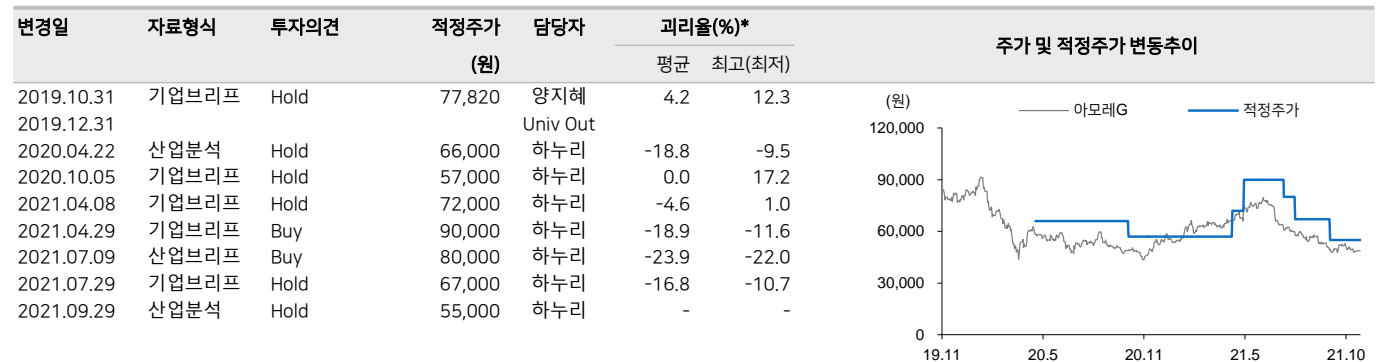 변경일 자료형식 투자의견 적정주가 담당자 괴리율(%)* 주가 및 적정주가 변동추이
(원) 평균 최고(최저)
2019.10.31 기업브리프 Hold 77,820 양지혜 4.2 12.3
2019.12.31 Univ Out
2020.04.22 산업분석 Hold 66,000 하누리 -18.8 -9.5
2020.10.05 기업브리프 Hold 57,000 하누리 0.0 17.2
2021.04.08 기업브리프 Hold 72,000 하누리 -4.6 1.0
2021.04.29 기업브리프 Buy 90,000 하누리 -18.9 -11.6
2021.07.09 산업브리프 Buy 80,000 하누리 -23.9 -22.0
2021.07.29 기업브리프 Hold 67,000 하누리 -16.8 -10.7
2021.09.29 산업분석 Hold 55,000 하누리 - -
(원) 아모레G 적정주가
120,000
90,000
60,000
30,000
0
19.11 20.5 20.11 21.5 21.10